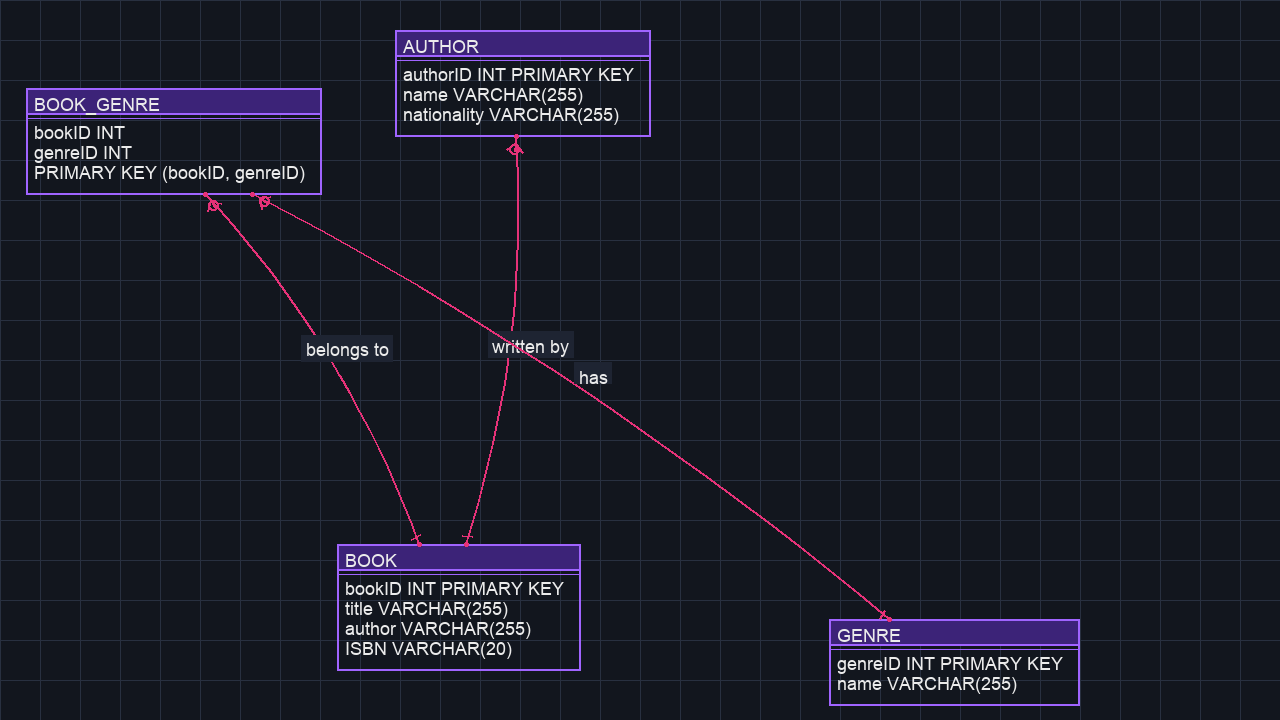 AUTHOR
authorID INT PRIMARY KEY
name VARCHAR(255)
nationality VARCHAR(255)
BOOK_GENRE
bookID INT
genreID INT
PRIMARY KEY (bookID, genreID)
belongs to
written by
has
BOOK
bookID INT PRIMARY KEY
title VARCHAR(255)
author VARCHAR(255)
ISBN VARCHAR(20)
GENRE
genreID INT PRIMARY KEY
name VARCHAR(255)